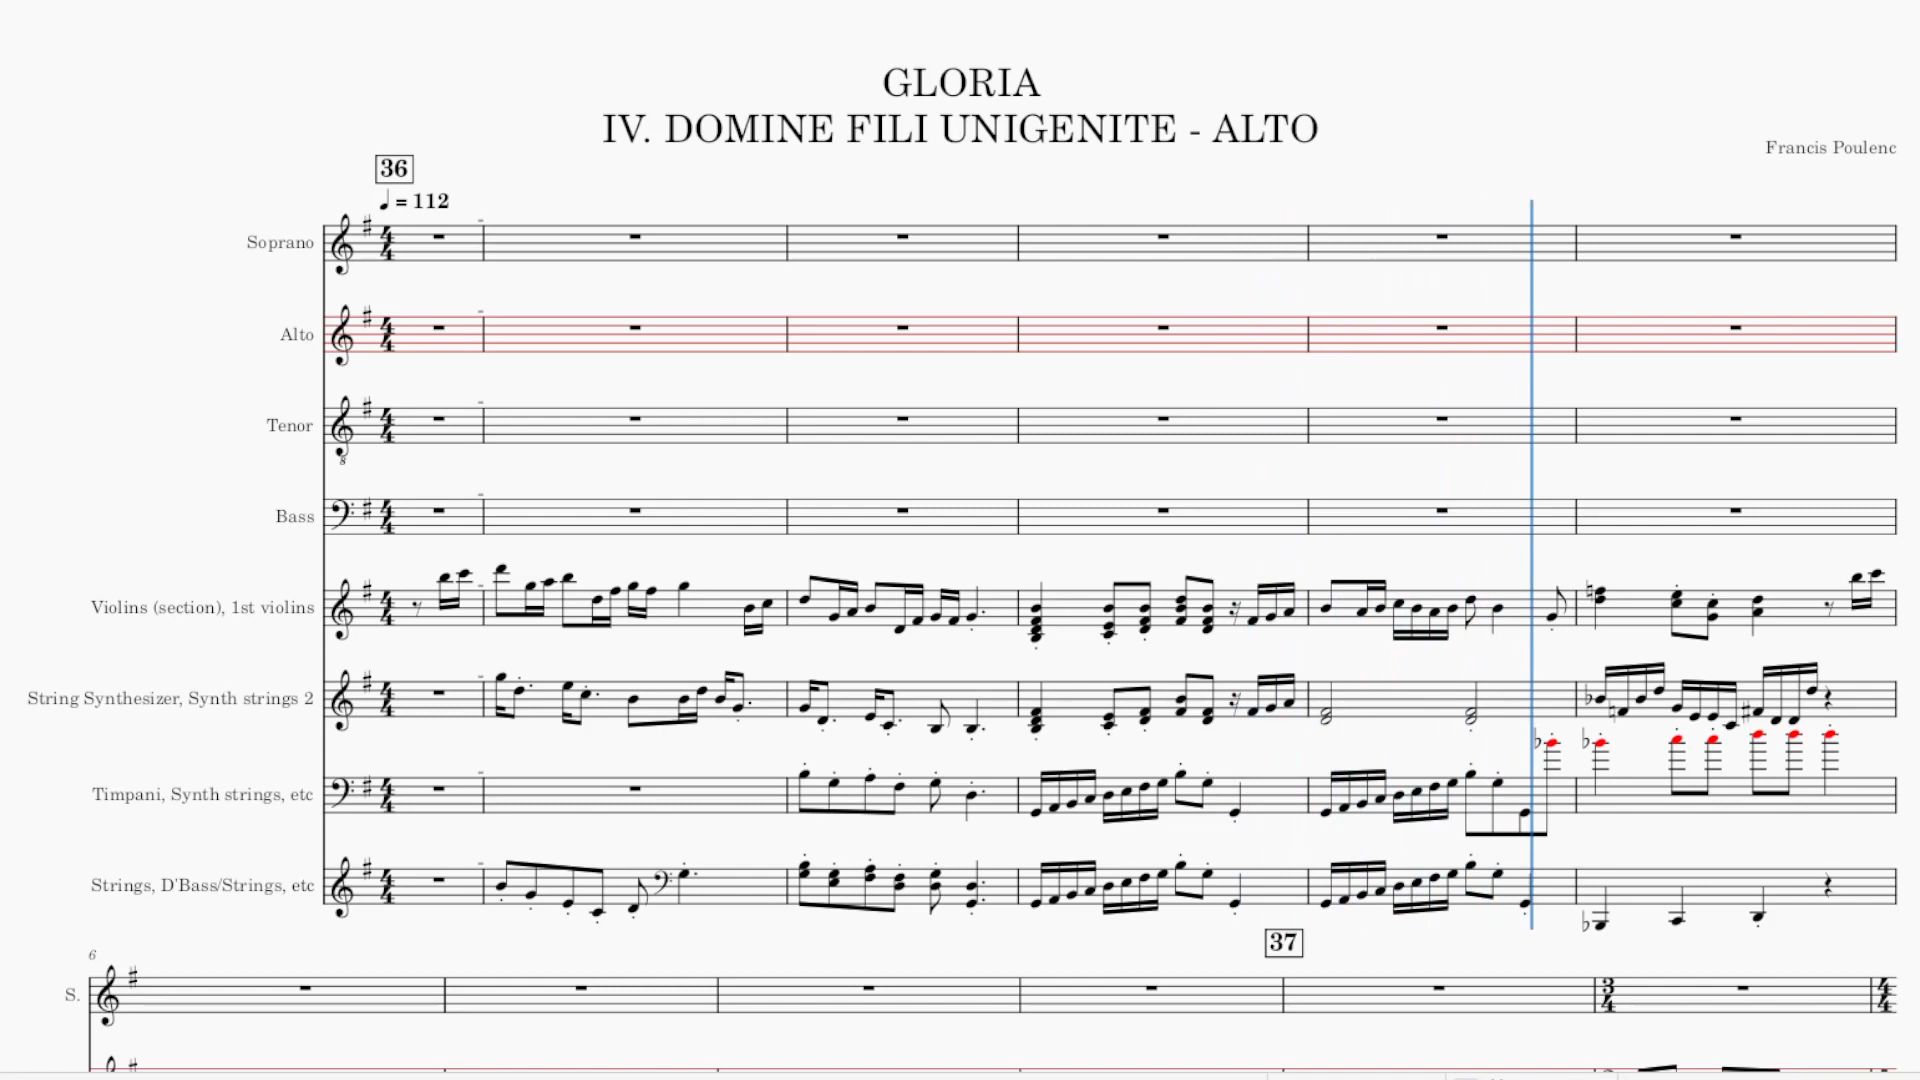 GLORIA
IV. DOMINE FILI UNIGENITE - ALTO
Francis Poulenc
36
♩ = 112
Soprano
Alto
Tenor
Bass
Violins (section), 1st violins
String Synthesizer, Synth strings 2
Timpani, Synth strings, etc
Strings, D'Bass/Strings, etc
37
6
S.